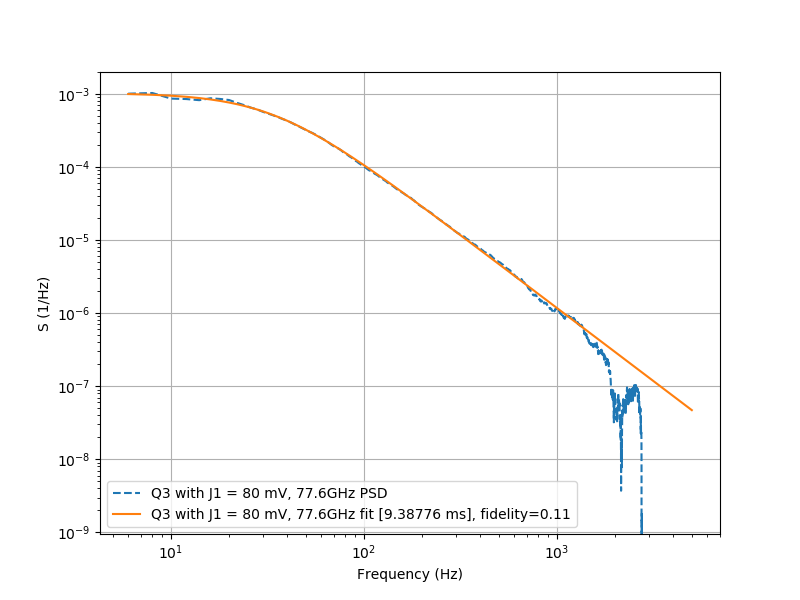 10⁻³
10⁻⁴
10⁻⁵
10⁻⁶
10⁻⁷
10⁻⁸
10⁻⁹
S (1/Hz)
Q3 with J1 = 80 mV, 77.6GHz PSD
Q3 with J1 = 80 mV, 77.6GHz fit [9.38776 ms], fidelity=0.11
10¹ 10² 10³
Frequency (Hz)